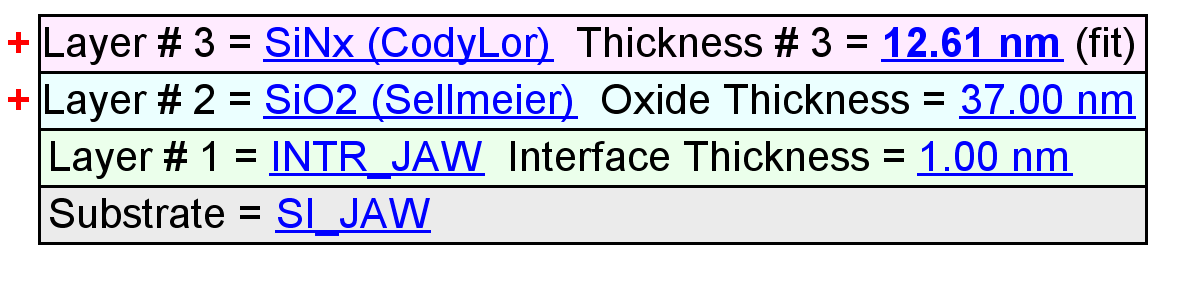 + Layer # 3 = SiNx (CodyLor) Thickness # 3 = 12.61 nm (fit)
+ Layer # 2 = SiO2 (Sellmeier) Oxide Thickness = 37.00 nm
Layer # 1 = INTR_JAW Interface Thickness = 1.00 nm
Substrate = SI_JAW